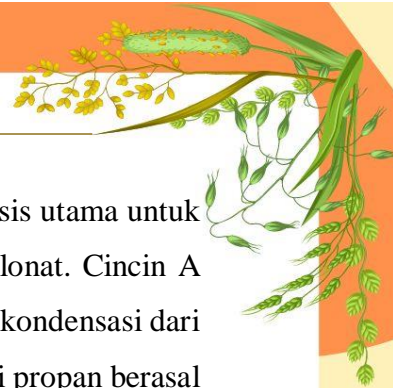 sis utama untuk
lonat. Cincin A
kondensasi dari
i propan berasal